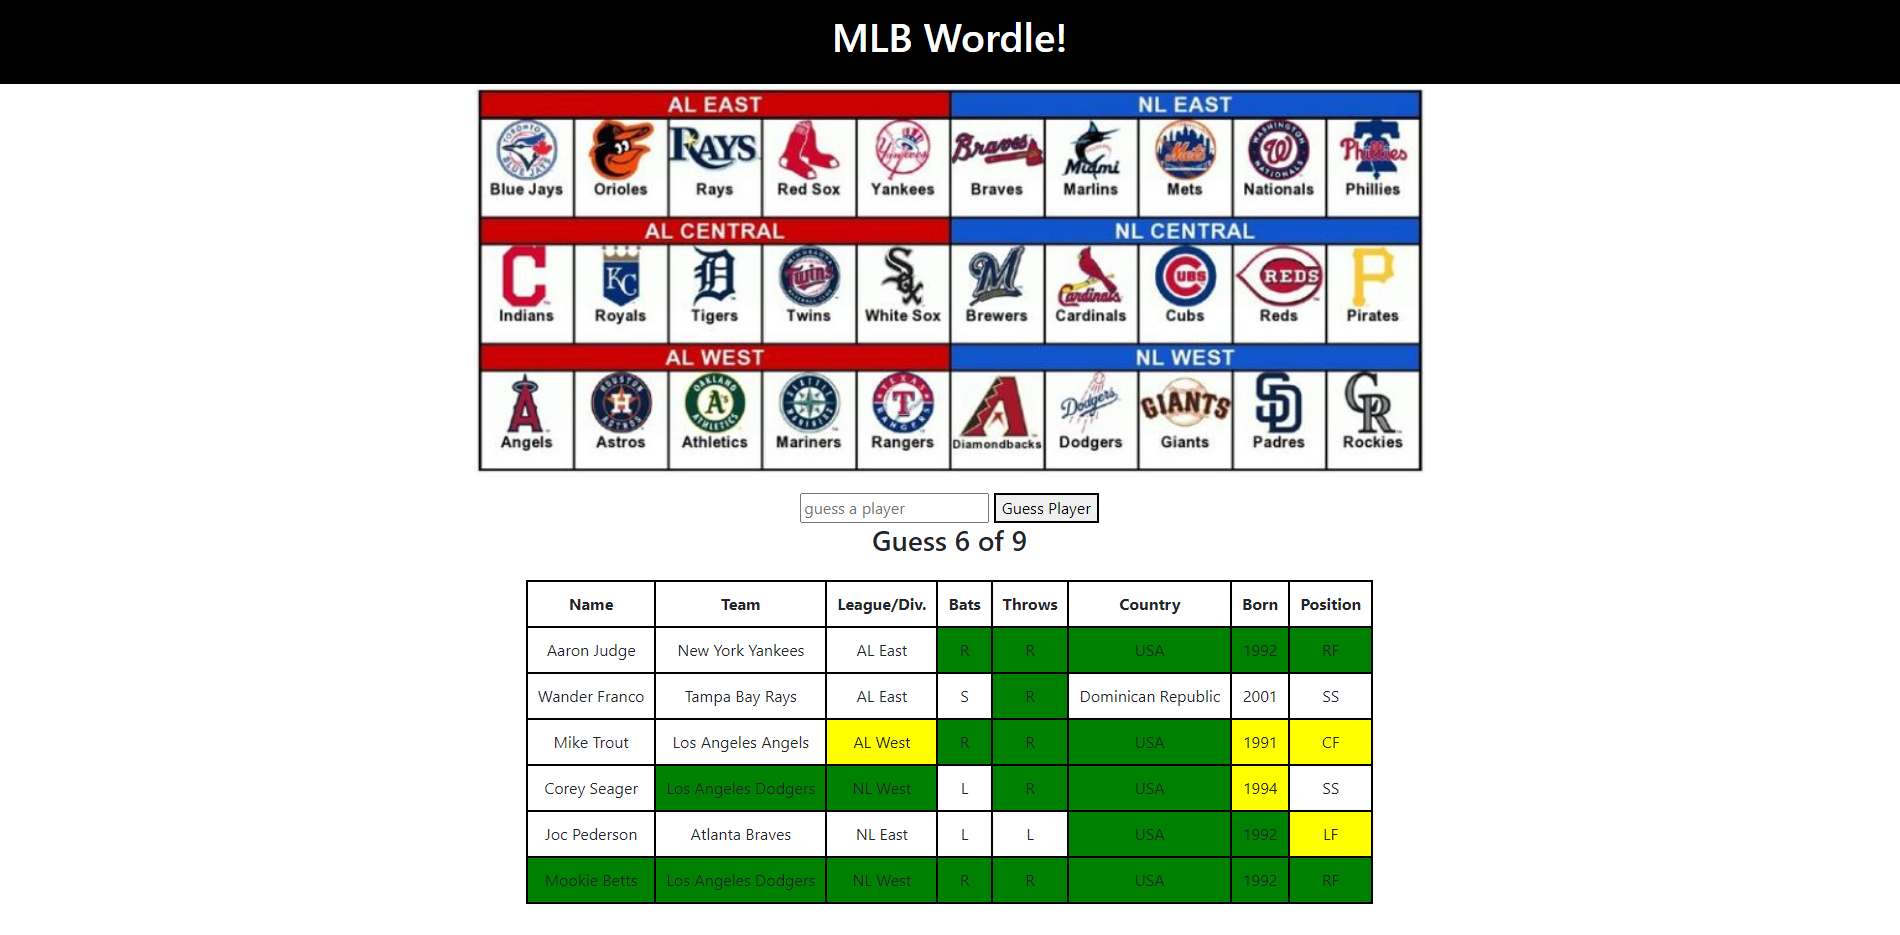 MLB Wordle!
AL EAST NL EAST
Blue Jays Orioles Rays Red Sox Yankees Braves Marlins Mets Nationals Phillies
AL CENTRAL NL CENTRAL
Indians Royals Tigers Twins White Sox Brewers Cardinals Cubs Reds Pirates
AL WEST NL WEST
Angels Astros Athletics Mariners Rangers Diamondbacks Dodgers Giants Padres Rockies
guess a player Guess Player
Guess 6 of 9
Name Team League/Div. Bats Throws Country Born Position
Aaron Judge New York Yankees AL East R R USA 1992 RF
Wander Franco Tampa Bay Rays AL East S R Dominican Republic 2001 SS
Mike Trout Los Angeles Angels AL West R R USA 1991 CF
Corey Seager Los Angeles Dodgers NL West L R USA 1994 SS
Joc Pederson Atlanta Braves NL East L L USA 1992 LF
Mookie Betts Los Angeles Dodgers NL West R R USA 1992 RF